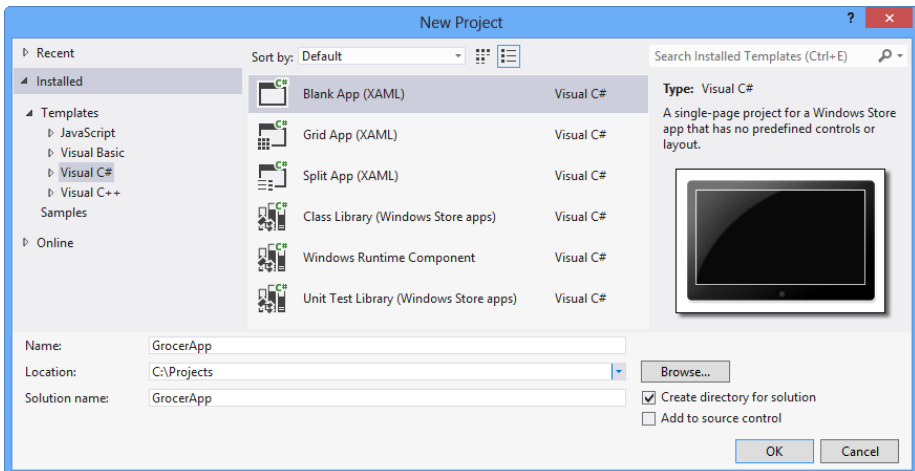 New Project
? ×
Recent
Installed
Templates
JavaScript
Visual Basic
Visual C#
Visual C++
Samples
Online
Sort by: Default
C# Blank App (XAML) Visual C#
C# Grid App (XAML) Visual C#
C# Split App (XAML) Visual C#
C# Class Library (Windows Store apps) Visual C#
C# Windows Runtime Component Visual C#
C# Unit Test Library (Windows Store apps) Visual C#
Search Installed Templates (Ctrl+E)
Type: Visual C#
A single-page project for a Windows Store
app that has no predefined controls or
layout.
Name: GrocerApp
Location: C:\Projects
Browse...
Solution name: GrocerApp
Create directory for solution
Add to source control
OK Cancel